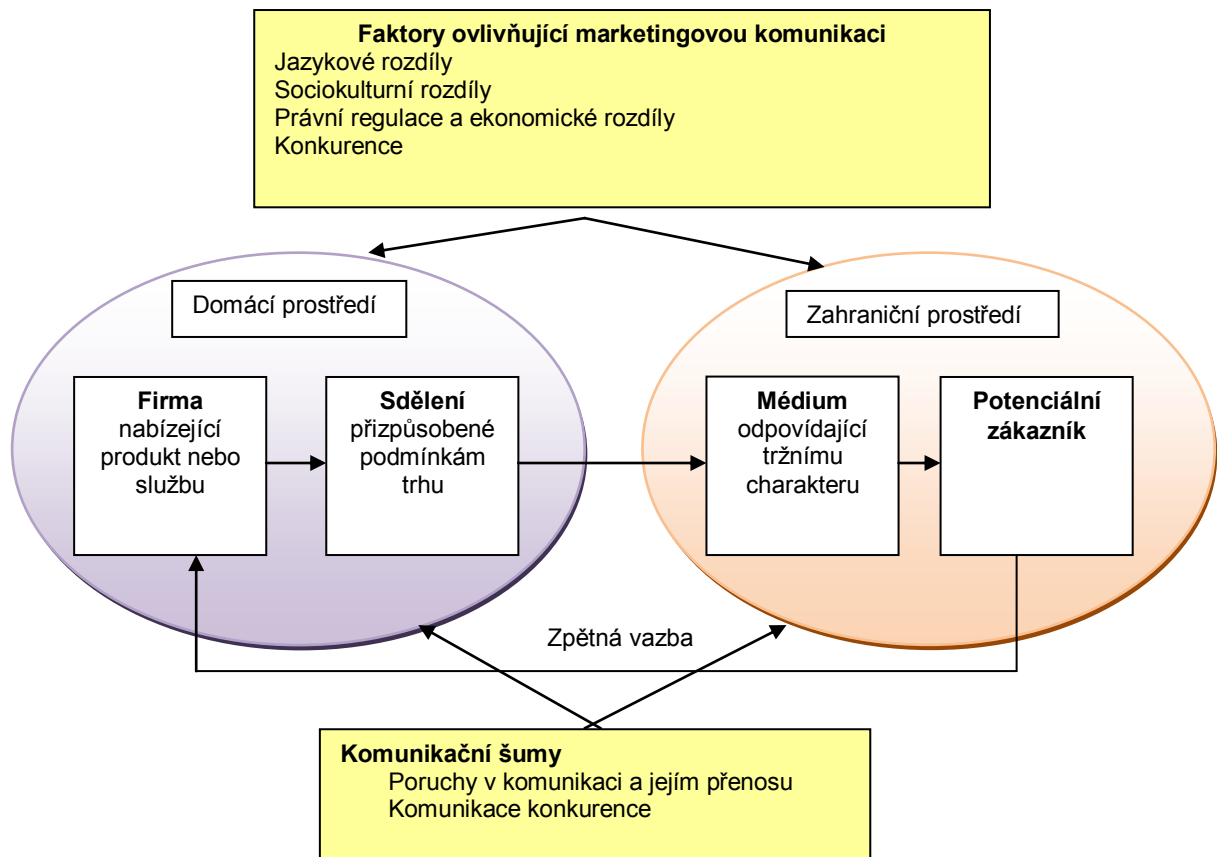 Faktory ovlivňující marketingovou komunikaci
Jazykové rozdíly
Sociokulturní rozdíly
Právní regulace a ekonomické rozdíly
Konkurence
Domácí prostředí
Zahraniční prostředí
Firma
nabízející
produkt nebo
službu
Sdělení
přizpůsobené
podmínkám
trhu
Médium
odpovídající
tržnímu
charakteru
Potenciální
zákazník
Zpětná vazba
Komunikační šumy
Poruchy v komunikaci a jejím přenosu
Komunikace konkurence